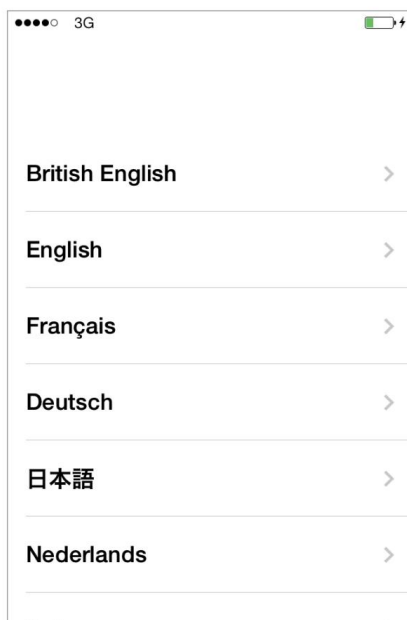 3G
British English
English
Français
Deutsch
日本語
Nederlands